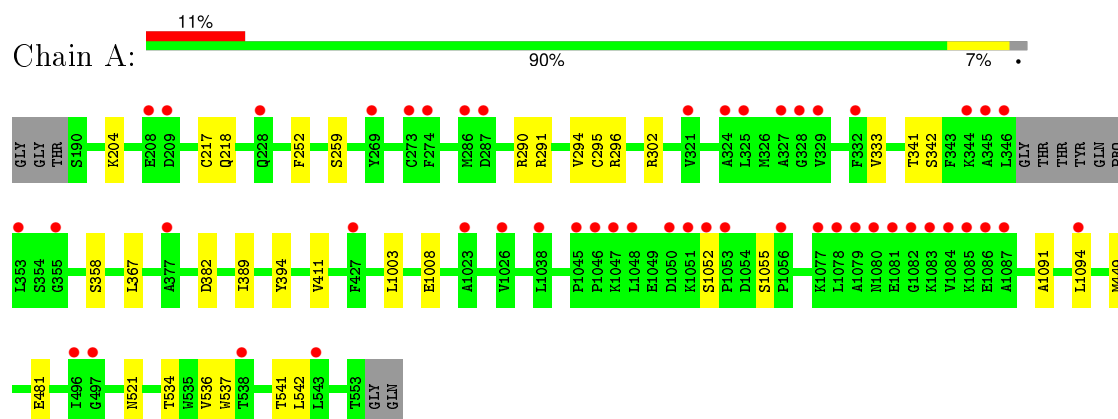 11%
Chain A:
90% 7%
GLY GLY THR S190 K204 E208 D209 C217 Q218 Q228 F252 S259 Y269 C273 F274 M286 D287 R290 R291 V294 C295 R296 R302 V321 A324 L325 M326 A327 G328 V329 F332 V333 T341 S342 F343 K344 A345 L346 GLY THR THR TYR GLN PRO
L353 S354 G355 S358 L367 A377 D382 I389 Y394 V411 F427 L1003 E1008 A1023 V1026 L1038 P1045 P1046 K1047 L1048 E1049 D1050 K1051 S1052 P1053 D1054 S1055 P1056 K1077 L1078 A1079 N1080 E1081 G1082 K1083 V1084 K1085 E1086 A1087 A1091 L1094
E481 I496 G497 N521 T534 W535 V536 W537 T538 T541 L542 L543 T553 GLY GLN